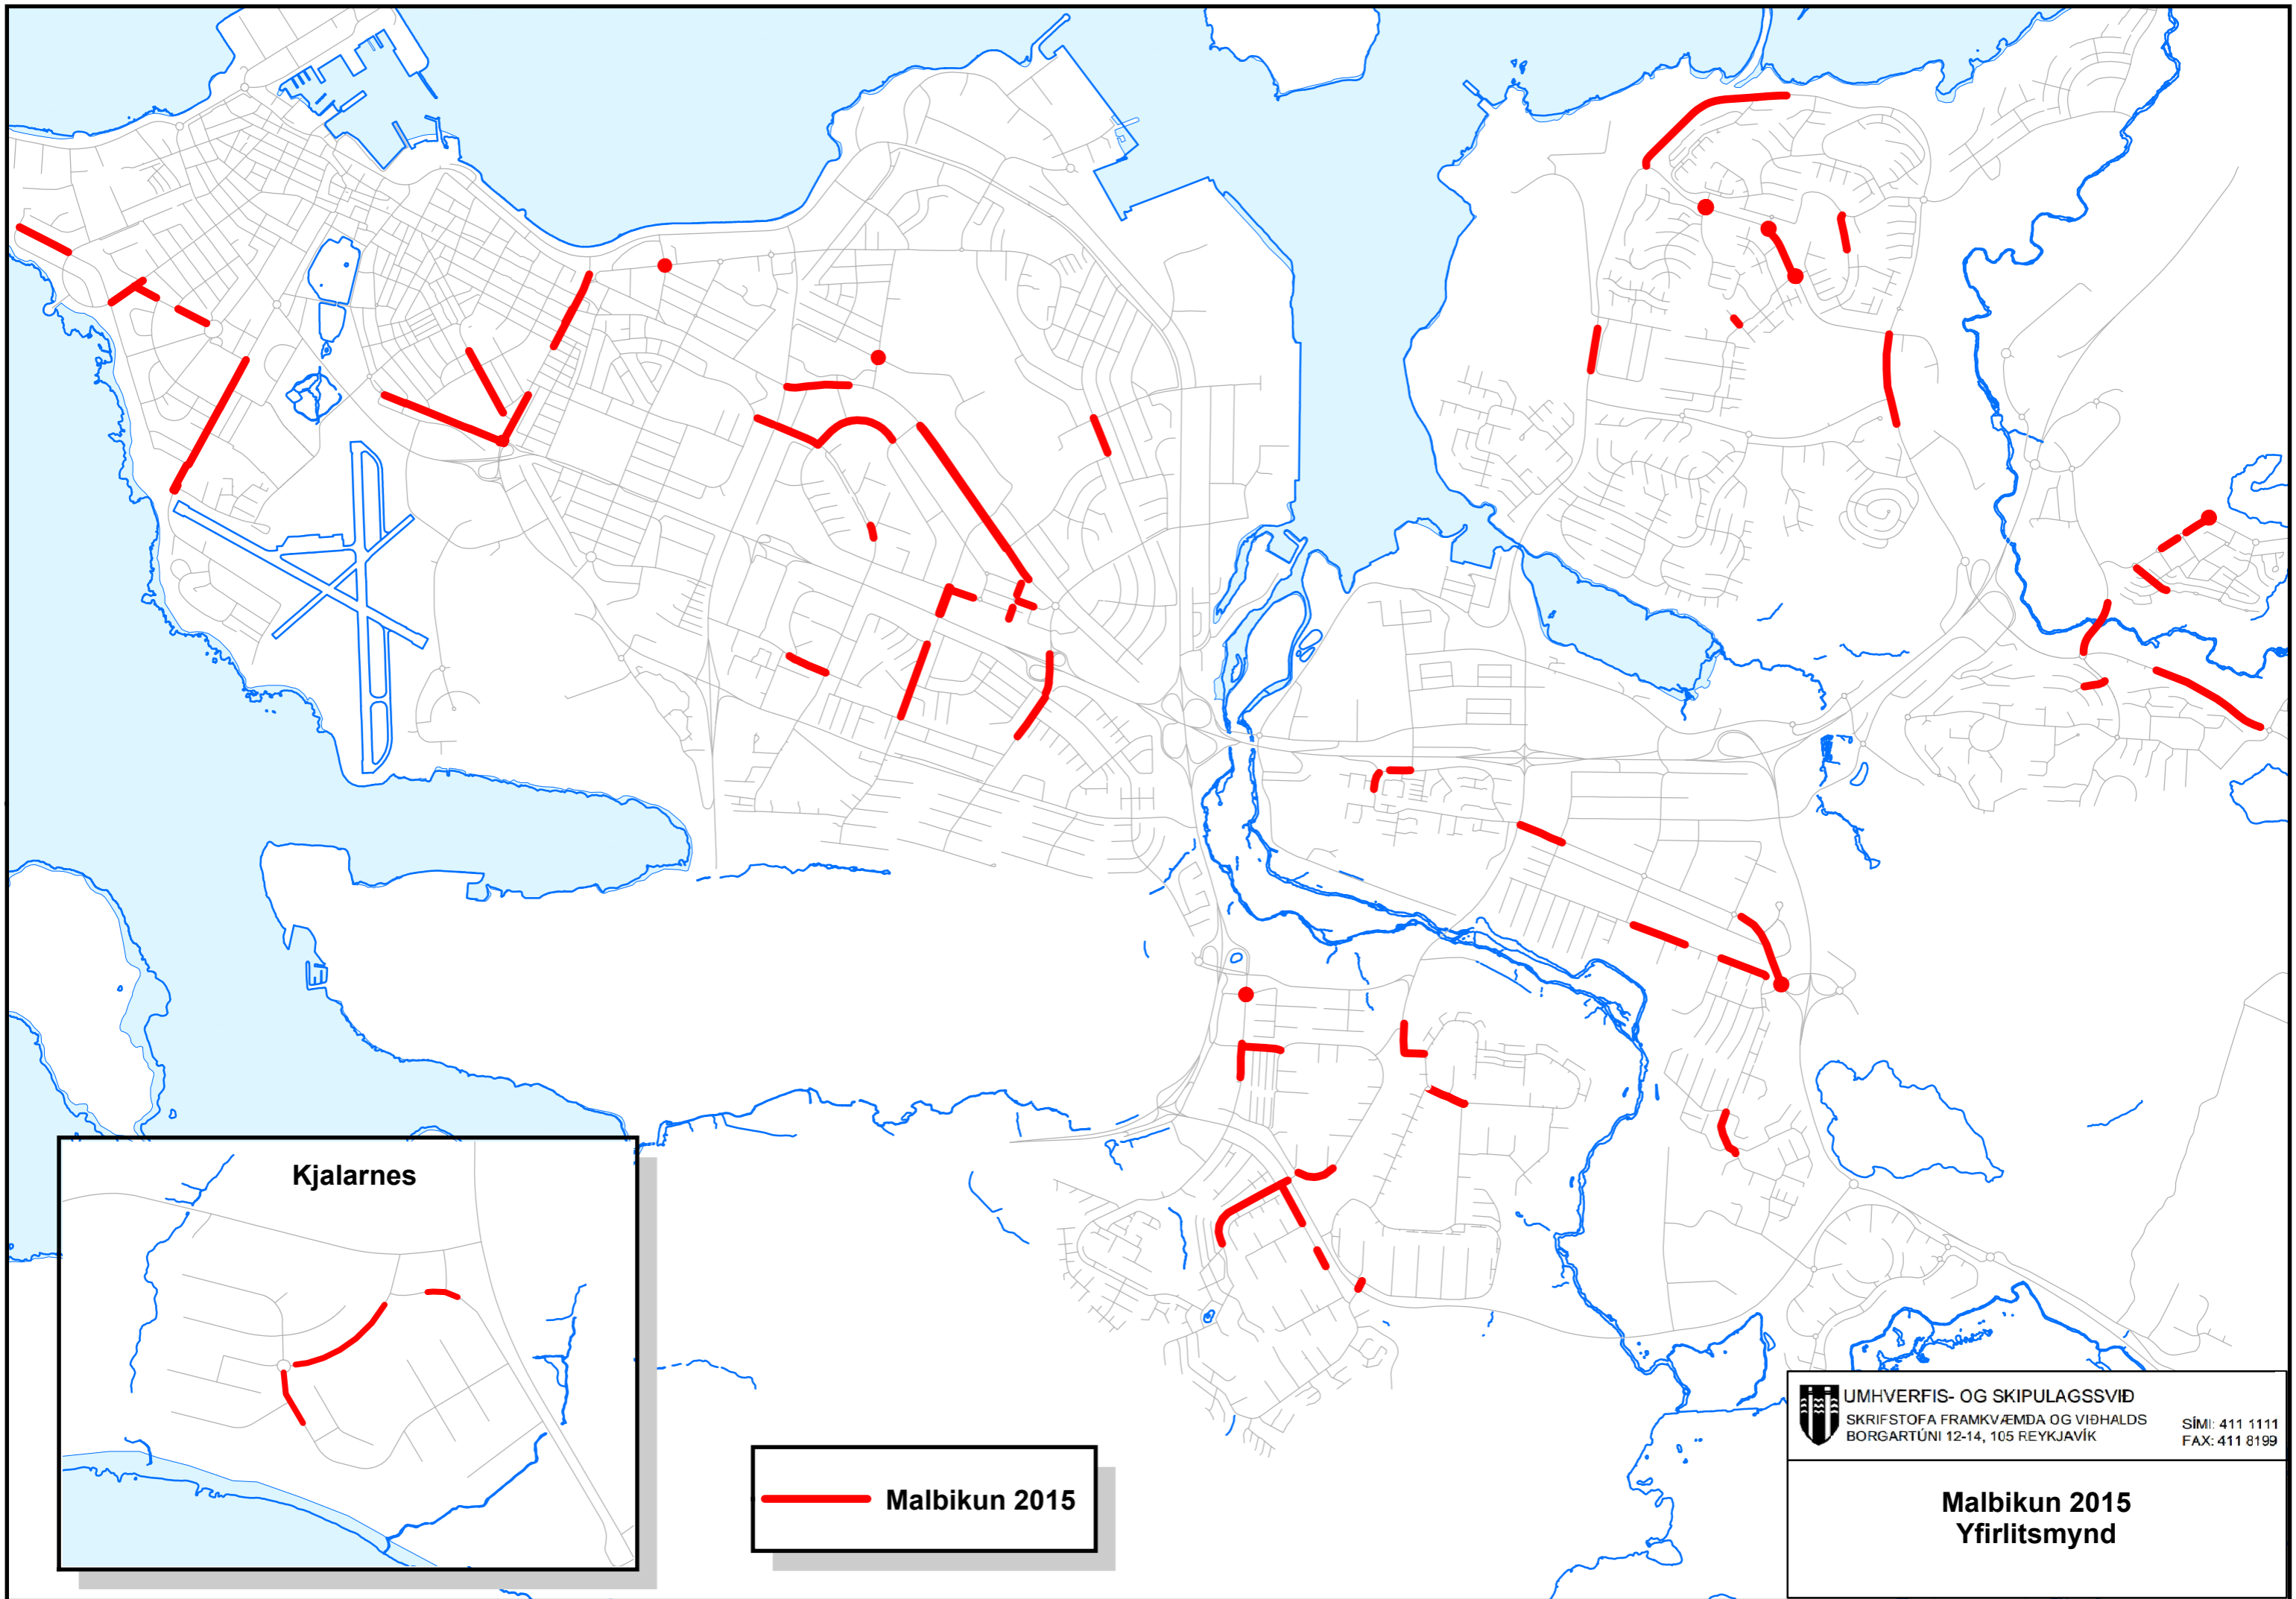 Kjalarnes
Malbikun 2015
UMHVERFIS- OG SKIPULAGSSVIÐ
SKRIFSTOFA FRAMKVÆMDA OG VIÐHALDS
BORGARTÚNI 12-14, 105 REYKJAVÍK
SÍMI: 411 1111
FAX: 411 8199
Malbikun 2015
Yfirlitsmynd